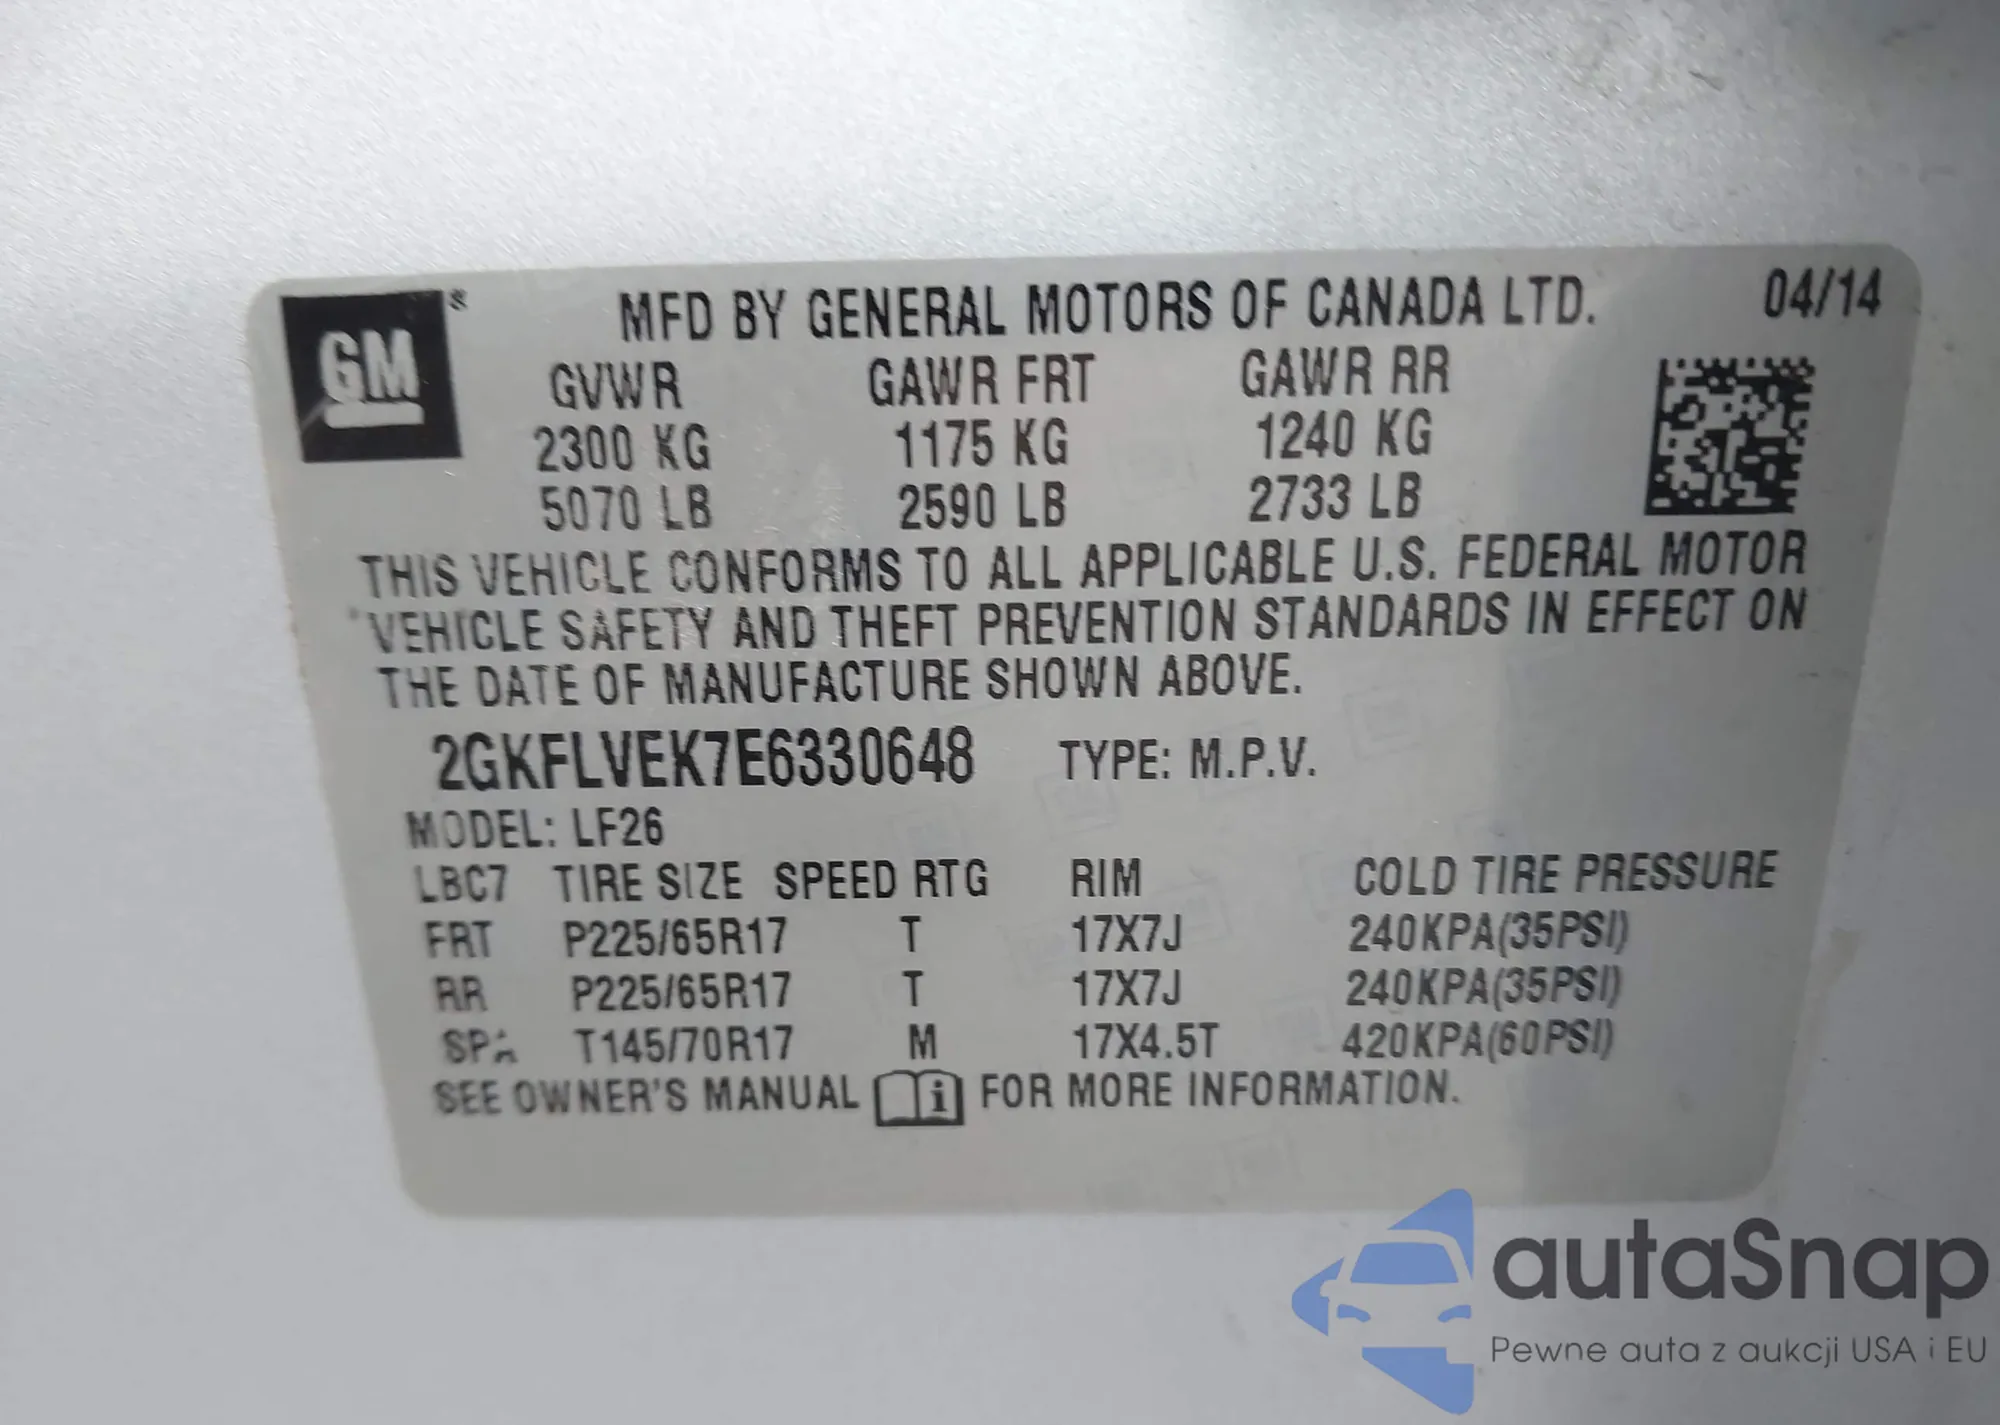 GM ® MFD BY GENERAL MOTORS OF CANADA LTD. 04/14
GVWR GAWR FRT GAWR RR
2300 KG 1175 KG 1240 KG
5070 LB 2590 LB 2733 LB
THIS VEHICLE CONFORMS TO ALL APPLICABLE U.S. FEDERAL MOTOR
VEHICLE SAFETY AND THEFT PREVENTION STANDARDS IN EFFECT ON
THE DATE OF MANUFACTURE SHOWN ABOVE.
2GKFLVEK7E6330648 TYPE: M.P.V.
MODEL: LF26
LBC7 TIRE SIZE SPEED RTG RIM COLD TIRE PRESSURE
FRT P225/65R17 T 17X7J 240KPA(35PSI)
RR P225/65R17 T 17X7J 240KPA(35PSI)
SPA T145/70R17 M 17X4.5T 420KPA(60PSI)
SEE OWNER'S MANUAL i FOR MORE INFORMATION.
autaSnap
Pewne auta z aukcji USA i EU